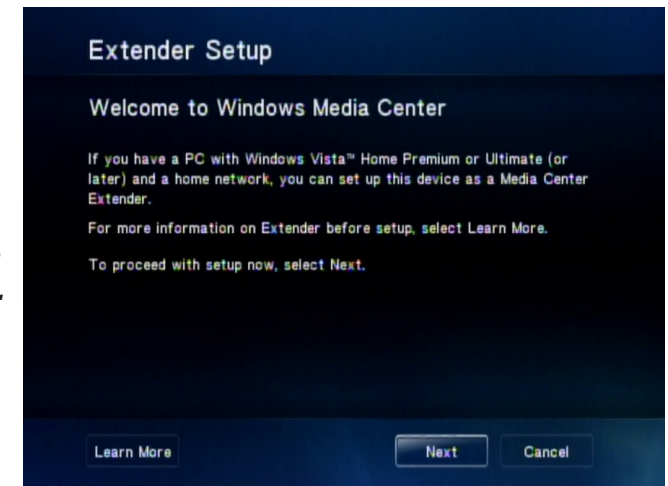 Extender Setup
Welcome to Windows Media Center
If you have a PC with Windows Vista™ Home Premium or Ultimate (or
later) and a home network, you can set up this device as a Media Center
Extender.
For more information on Extender before setup, select Learn More.
To proceed with setup now, select Next.
Learn More
Next
Cancel